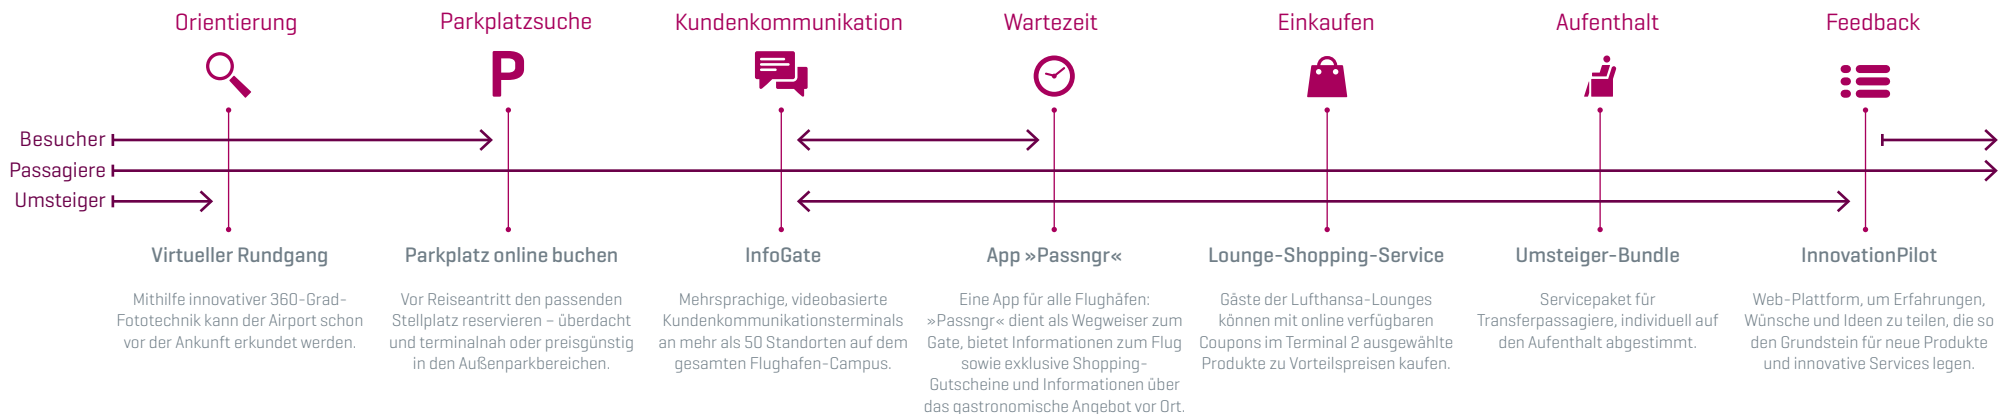 Orientierung
Parkplatzsuche
Kundenkommunikation
Wartezeit
Einkaufen
Aufenthalt
Feedback
P
Besucher
Passagiere
Umsteiger
Virtueller Rundgang
Mithilfe innovativer 360-Grad-
Fototechnik kann der Airport schon
vor der Ankunft erkundet werden.
Parkplatz online buchen
Vor Reiseantritt den passenden
Stellplatz reservieren – überdacht
und terminalnah oder preisgünstig
in den Außenparkbereichen.
InfoGate
Mehrsprachige, videobasierte
Kundenkommunikationsterminals
an mehr als 50 Standorten auf dem
gesamten Flughafen-Campus.
App »Passngr«
Eine App für alle Flughäfen:
»Passngr« dient als Wegweiser zum
Gate, bietet Informationen zum Flug
sowie exklusive Shopping-
Gutscheine und Informationen über
das gastronomische Angebot vor Ort.
Lounge-Shopping-Service
Gäste der Lufthansa-Lounges
können mit online verfügbaren
Coupons im Terminal 2 ausgewählte
Produkte zu Vorteilspreisen kaufen.
Umsteiger-Bundle
Servicepaket für
Transferpassagiere, individuell auf
den Aufenthalt abgestimmt.
InnovationPilot
Web-Plattform, um Erfahrungen,
Wünsche und Ideen zu teilen, die so
den Grundstein für neue Produkte
und innovative Services legen.